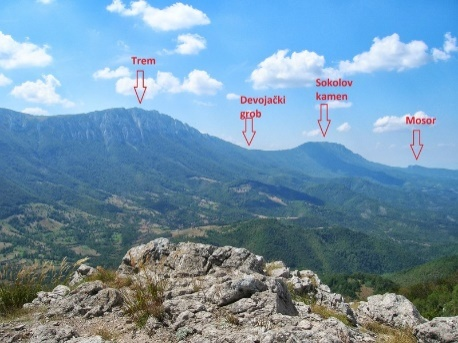 Trem
Devojački
grob
Sokolov
kamen
Mosor